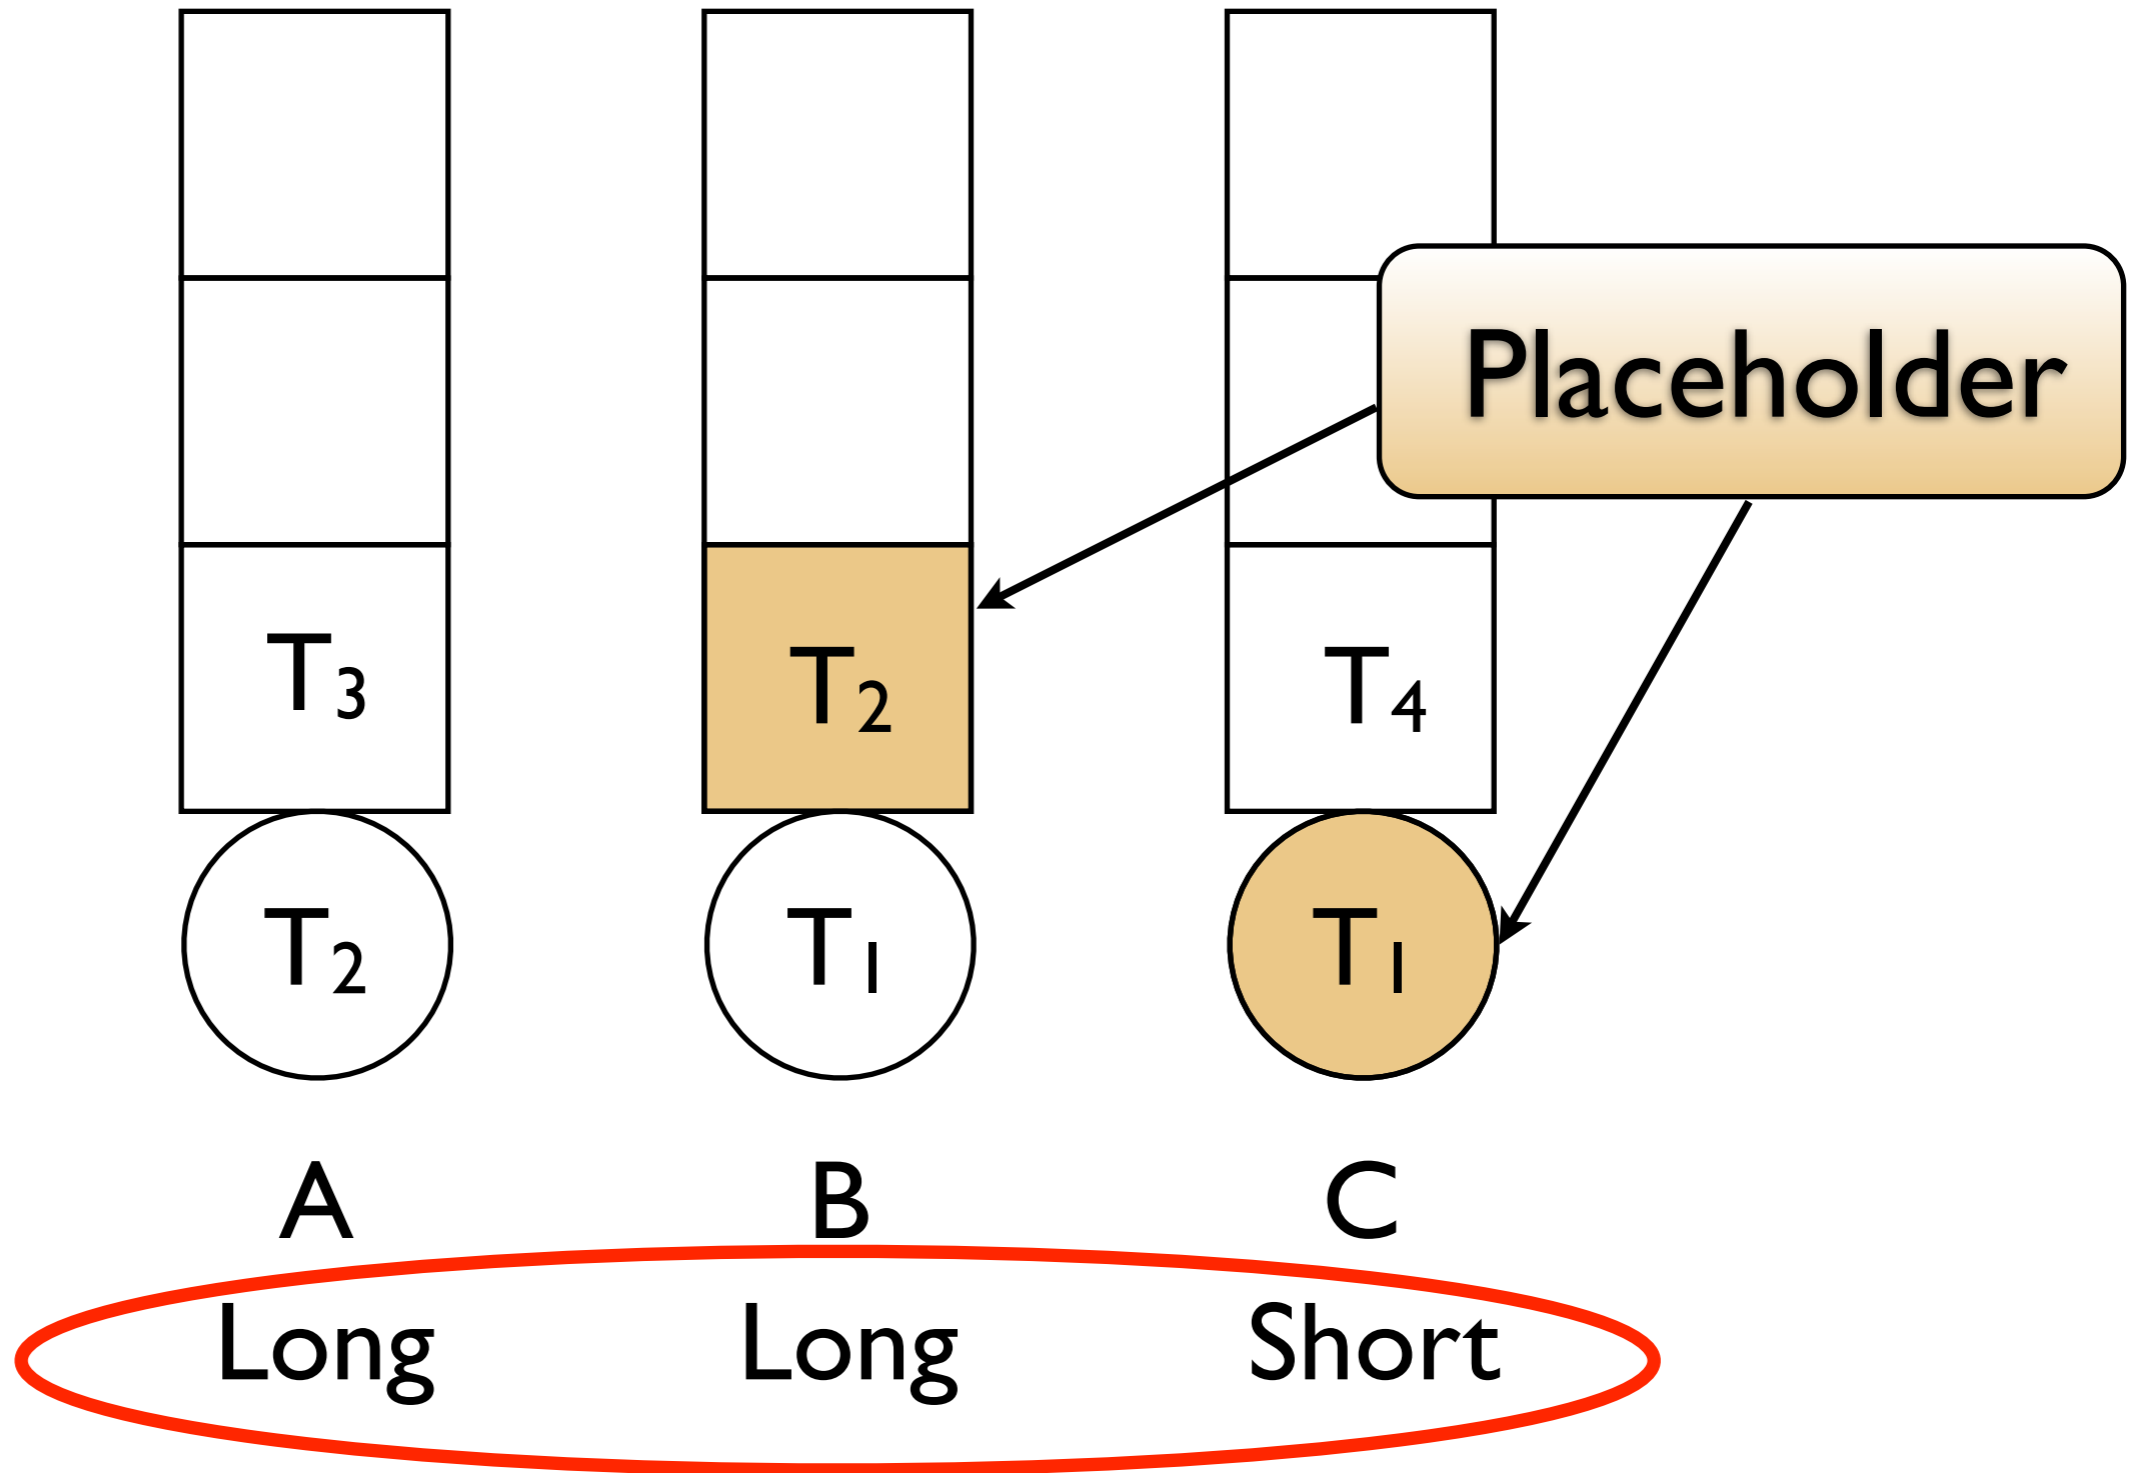 Placeholder
T3 T2 T4
T2 T1 T1
A B C
Long Long Short